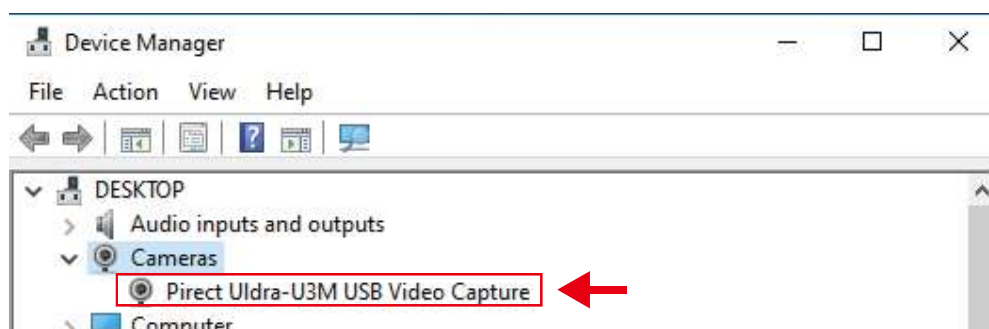 Device Manager
File Action View Help
DESKTOP
Audio inputs and outputs
Cameras
Pirect Uldra-U3M USB Video Capture
Computer